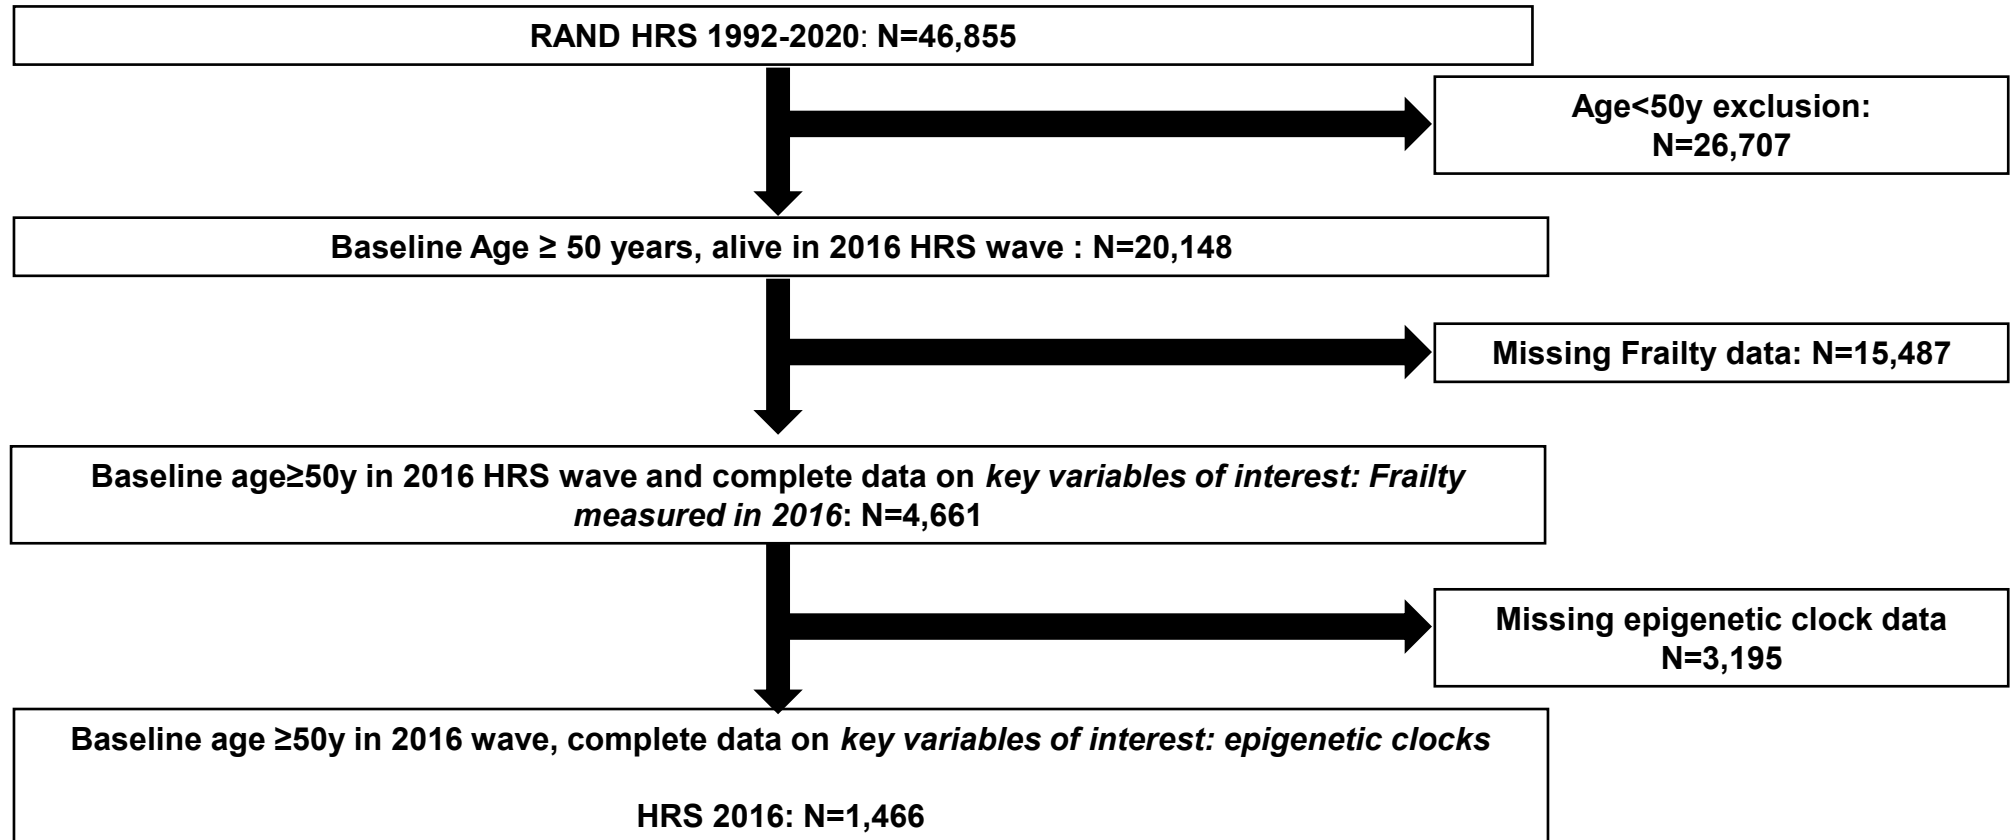 RAND HRS 1992-2020: N=46,855
Age<50y exclusion:
N=26,707
Baseline Age ≥ 50 years, alive in 2016 HRS wave : N=20,148
Missing Frailty data: N=15,487
Baseline age≥50y in 2016 HRS wave and complete data on key variables of interest: Frailty
measured in 2016: N=4,661
Missing epigenetic clock data
N=3,195
Baseline age ≥50y in 2016 wave, complete data on key variables of interest: epigenetic clocks
HRS 2016: N=1,466